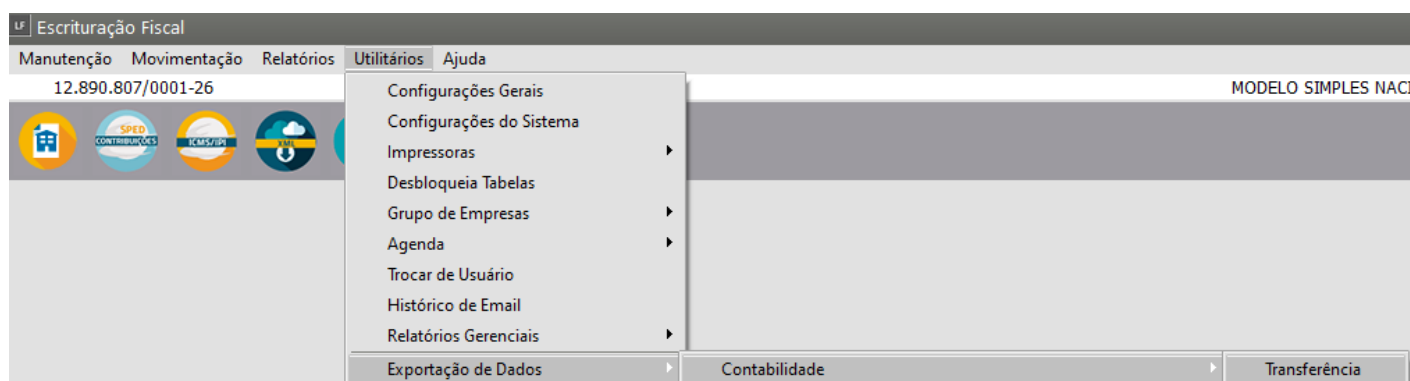 LF Escrituração Fiscal
Manutenção Movimentação Relatórios Utilitários Ajuda
12.890.807/0001-26 MODELO SIMPLES NACI
SPED CONTRIBUIÇÕES ICMS/IPI XML
Configurações Gerais
Configurações do Sistema
Impressoras
Desbloqueia Tabelas
Grupo de Empresas
Agenda
Trocar de Usuário
Histórico de Email
Relatórios Gerenciais
Exportação de Dados Contabilidade Transferência